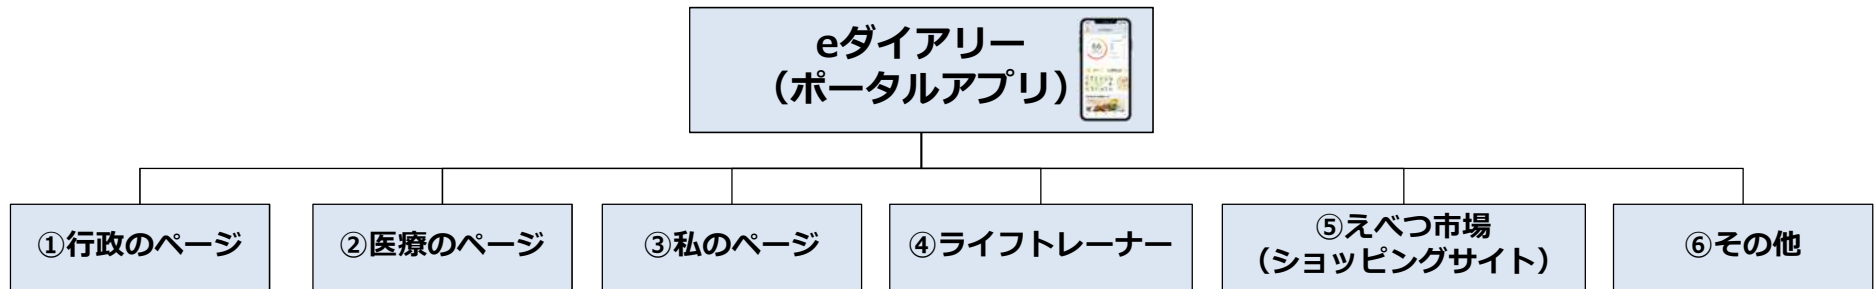 eダイアリー
（ポータルアプリ）
①行政のページ
②医療のページ
③私のページ
④ライフトレーナー
⑤えべつ市場
（ショッピングサイト）
⑥その他